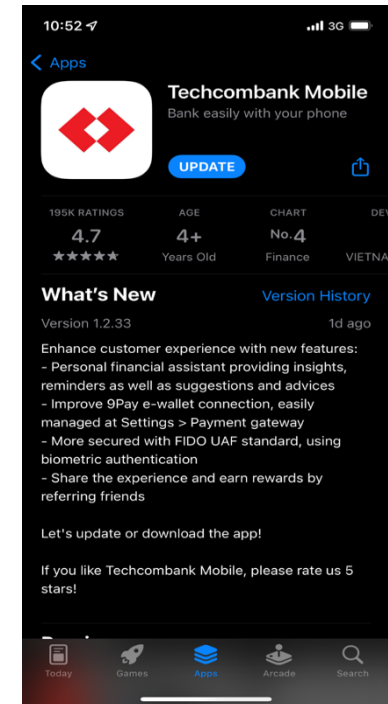 10:52
3G
Apps
Techcombank Mobile
Bank easily with your phone
UPDATE
195K RATINGS
AGE
CHART
DE
4.7
4+
No.4
Years Old
Finance
VIETNA
What's New
Version History
Version 1.2.33
1d ago
Enhance customer experience with new features:
- Personal financial assistant providing insights,
reminders as well as suggestions and advices
- Improve 9Pay e-wallet connection, easily
managed at Settings > Payment
gateway
- More secured with FIDO UAF
standard, using
biometric authentication
- Share the experience and earn rewards by
referring friends
Let's update or download the app!
If you like Techcombank Mobile, please rate us 5
stars!
Today
Games
Apps
Arcade
Search